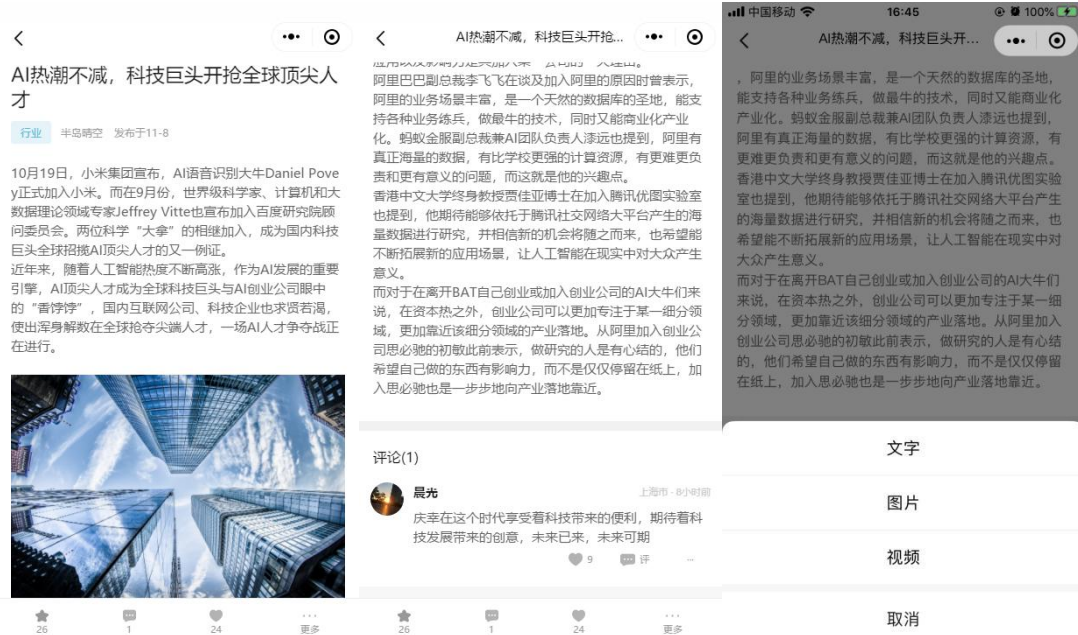 AI热潮不减，科技巨头开抢全球顶尖人
才
行业 半岛晴空 发布于11-8
10月19日，小米集团宣布，AI语音识别大牛Daniel Pove
y正式加入小米。而在9月份，世界级科学家、计算机和大
数据理论领域专家Jeffrey Vitte也宣布加入百度研究院顾
问委员会。两位科学“大拿”的相继加入，成为国内科技
巨头全球招揽AI顶尖人才的又一例证。
近年来，随着人工智能热度不断高涨，作为AI发展的重要
引擎，AI顶尖人才成为全球科技巨头与AI创业公司眼中
的“香饽饽”，国内互联网公司、科技企业也求贤若渴，
使出浑身解数在全球抢夺尖端人才，一场AI人才争夺战正
在进行。
26 1 24 更多
AI热潮不减，科技巨头开抢...
阿里巴巴副总裁李飞飞在谈及加入阿里的原因时曾表示，
阿里的业务场景丰富，是一个天然的数据库的圣地，能支
持各种业务练兵，做最牛的技术，同时又能商业化产业
化。蚂蚁金服副总裁兼AI团队负责人漆远也提到，阿里有
真正海量的数据，有比学校更强的计算资源，有更难更负
责和更有意义的问题，而这就是他的兴趣点。
香港中文大学终身教授贾佳亚博士在加入腾讯优图实验室
也提到，他期待能够依托于腾讯社交网络大平台产生的海
量数据进行研究，并相信新的机会将随之而来，也希望能
不断拓展新的应用场景，让人工智能在现实中对大众产生
意义。
而对于在离开BAT自己创业或加入创业公司的AI大牛们来
说，在资本热之外，创业公司可以更加专注于某一细分领
域，更加靠近该细分领域的产业落地。从阿里加入创业公
司思必驰的初敏此前表示，做研究的人是有心结的，他们
希望自己做的东西有影响力，而不是仅仅停留在纸上，加
入思必驰也是一步步地向产业落地靠近。
评论(1)
晨光 上海市 · 8小时前
庆幸在这个时代享受着科技带来的便利，期待着科
技发展带来的创意，未来已来，未来可期
9 评
26 1 24 更多
中国移动 16:45 100%
AI热潮不减，科技巨头开...
，阿里的业务场景丰富，是一个天然的数据库的圣地，
能支持各种业务练兵，做最牛的技术，同时又能商业化
产业化。蚂蚁金服副总裁兼AI团队负责人漆远也提到，
阿里有真正海量的数据，有比学校更强的计算资源，有
更难更负责和更有意义的问题，而这就是他的兴趣点。
香港中文大学终身教授贾佳亚博士在加入腾讯优图实验
室也提到，他期待能够依托于腾讯社交网络大平台产生
的海量数据进行研究，并相信新的机会将随之而来，也
希望能不断拓展新的应用场景，让人工智能在现实中对
大众产生意义。
而对于在离开BAT自己创业或加入创业公司的AI大牛们
来说，在资本热之外，创业公司可以更加专注于某一细
分领域，更加靠近该细分领域的产业落地。从阿里加入
创业公司思必驰的初敏此前表示，做研究的人是有心结
的，他们希望自己做的东西有影响力，而不是仅仅停留
在纸上，加入思必驰也是一步步地向产业落地靠近。
文字
图片
视频
取消